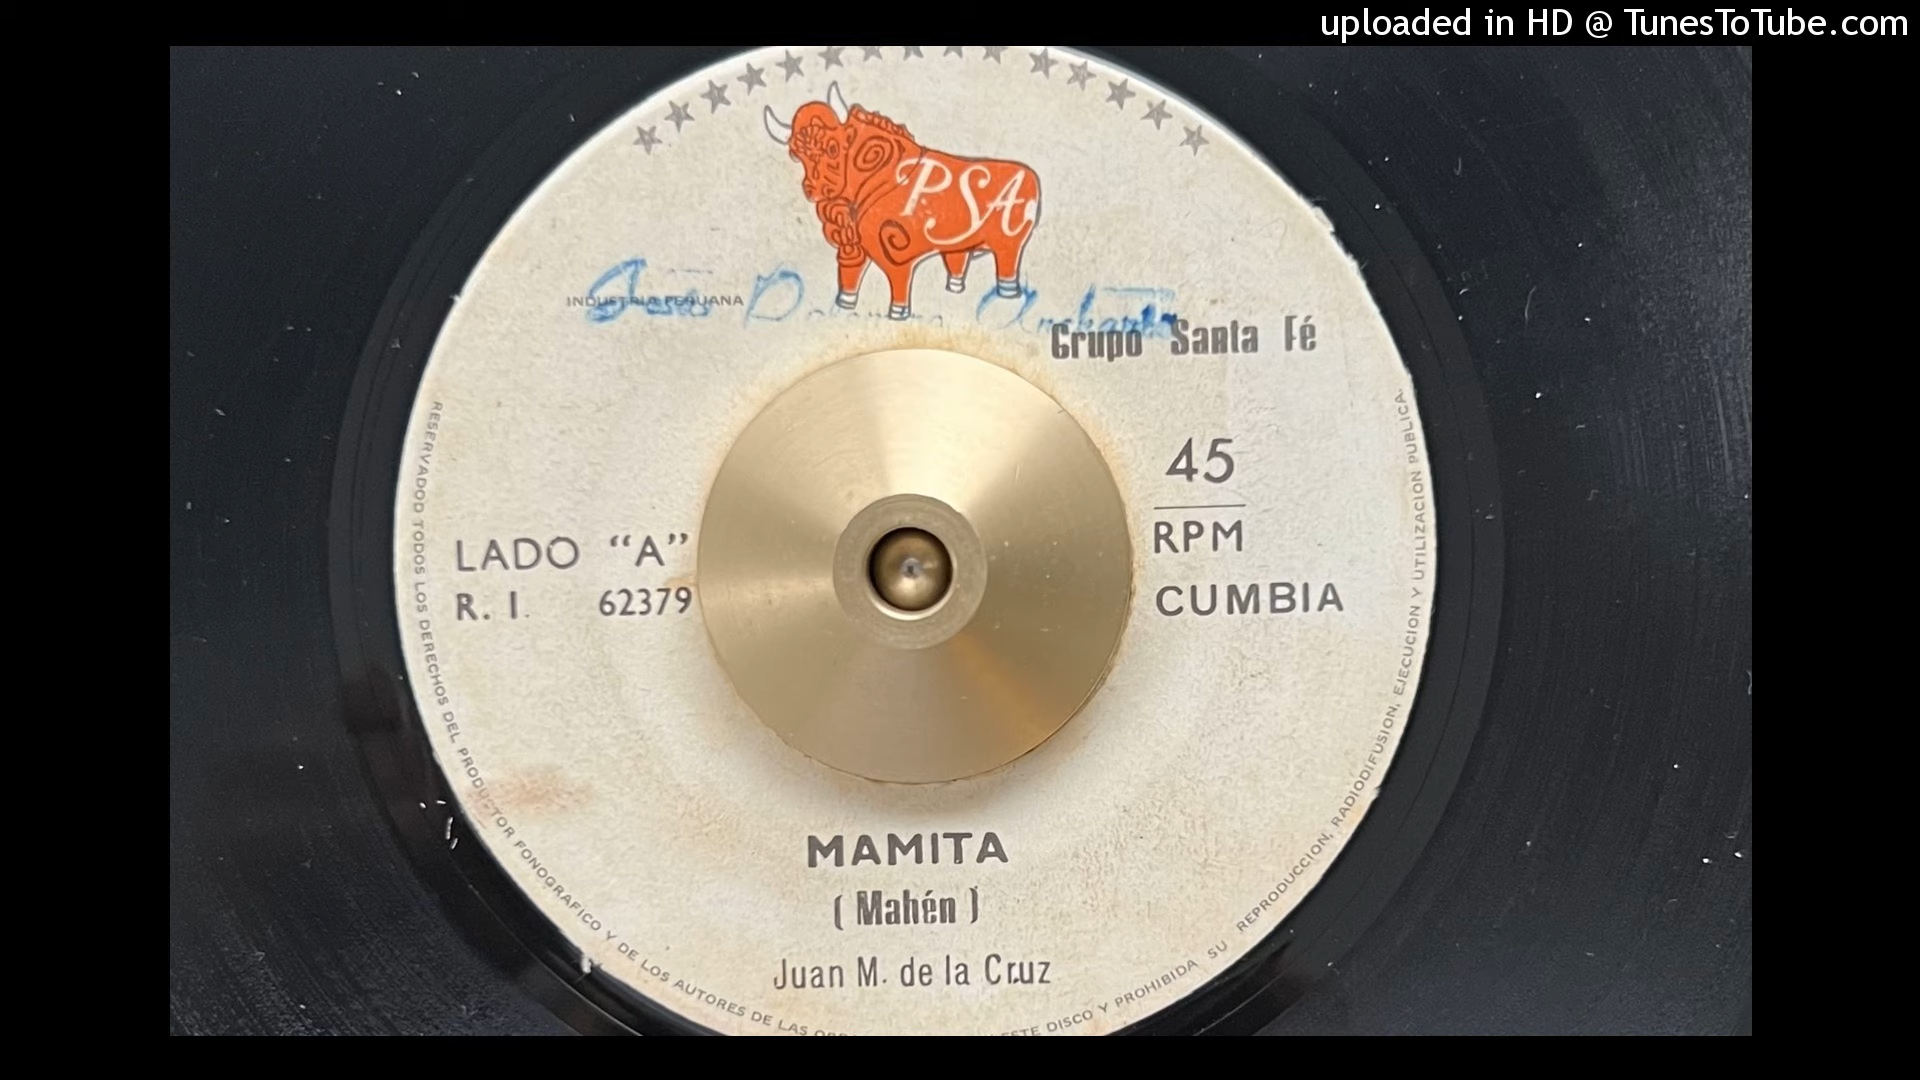 uploaded in HD @ TunesToTube.com
PSA
INDUSTRIA PERUANA
Grupo Santa Fé
45
RPM
CUMBIA
LADO "A"
R. I. 62379
MAMITA
( Mahén )
Juan M. de la Cruz
RESERVADOD TODOS LOS DERECHOS DEL PRODUCTOR FONOGRAFICO Y DE LOS AUTORES DE LAS
ESTE DISCO Y PROHIBIDA SU REPRODUCCION, RADIODIFUSION, EJECUCION Y UTILIZACION PUBLICA.